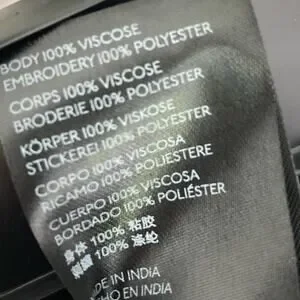 BODY 100% VISCOSE
EMBROIDERY 100% POLYESTER
CORPS 100% VISCOSE
BRODERIE 100% POLYESTER
KÖRPER 100% VISKOSE
STICKEREI 100% POLYESTER
CORPO 100% VISCOSA
RICAMO 100% POLIESTERE
CUERPO 100% VISCOSA
BORDADO 100% POLIÉSTER
身体 100% 粘胶
刺绣 100% 涤纶
IN INDIA
EN INDIA